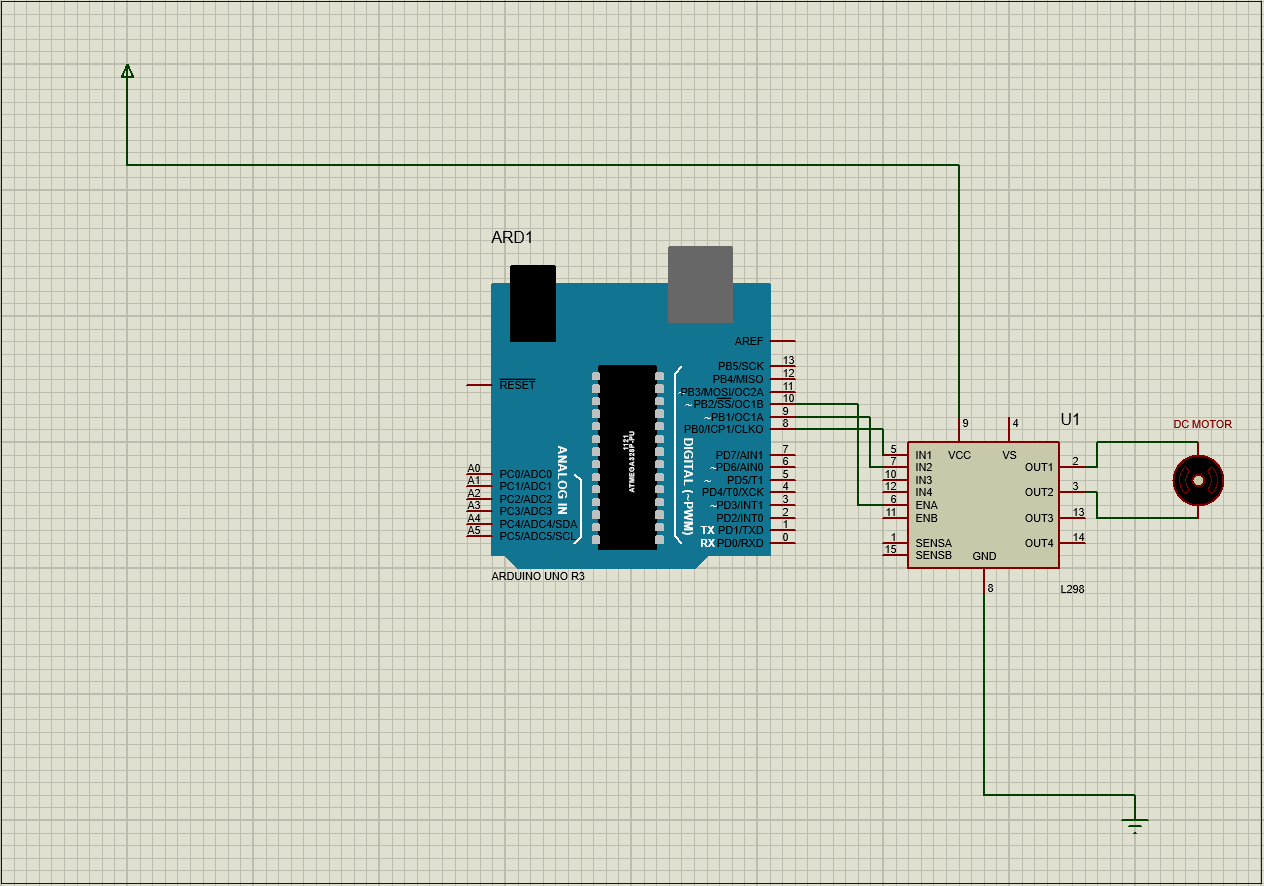 ARD1
AREF
PB5/SCK 13
PB4/MISO 12
PB3/MOSI/OC2A 11
~PB2/SS/OC1B 10
~PB1/OC1A 9
PB0/ICP1/CLKO 8
RESET
PD7/AIN1 7
~PD6/AIN0 6
~PD5/T1 5
PD4/T0/XCK 4
~PD3/INT1 3
PD2/INT0 2
TX PD1/TXD 1
RX PD0/RXD 0
DIGITAL (~PWM)
ANALOG IN
ATMEGA328P-PU
1121
A0 PC0/ADC0
A1 PC1/ADC1
A2 PC2/ADC2
A3 PC3/ADC3
A4 PC4/ADC4/SDA
A5 PC5/ADC5/SCL
ARDUINO UNO R3
U1
9 4
VCC VS
5 IN1
7 IN2
10 IN3
12 IN4
6 ENA
11 ENB
1 SENSA
15 SENSB
OUT1 2
OUT2 3
OUT3 13
OUT4 14
GND
8
L298
DC MOTOR